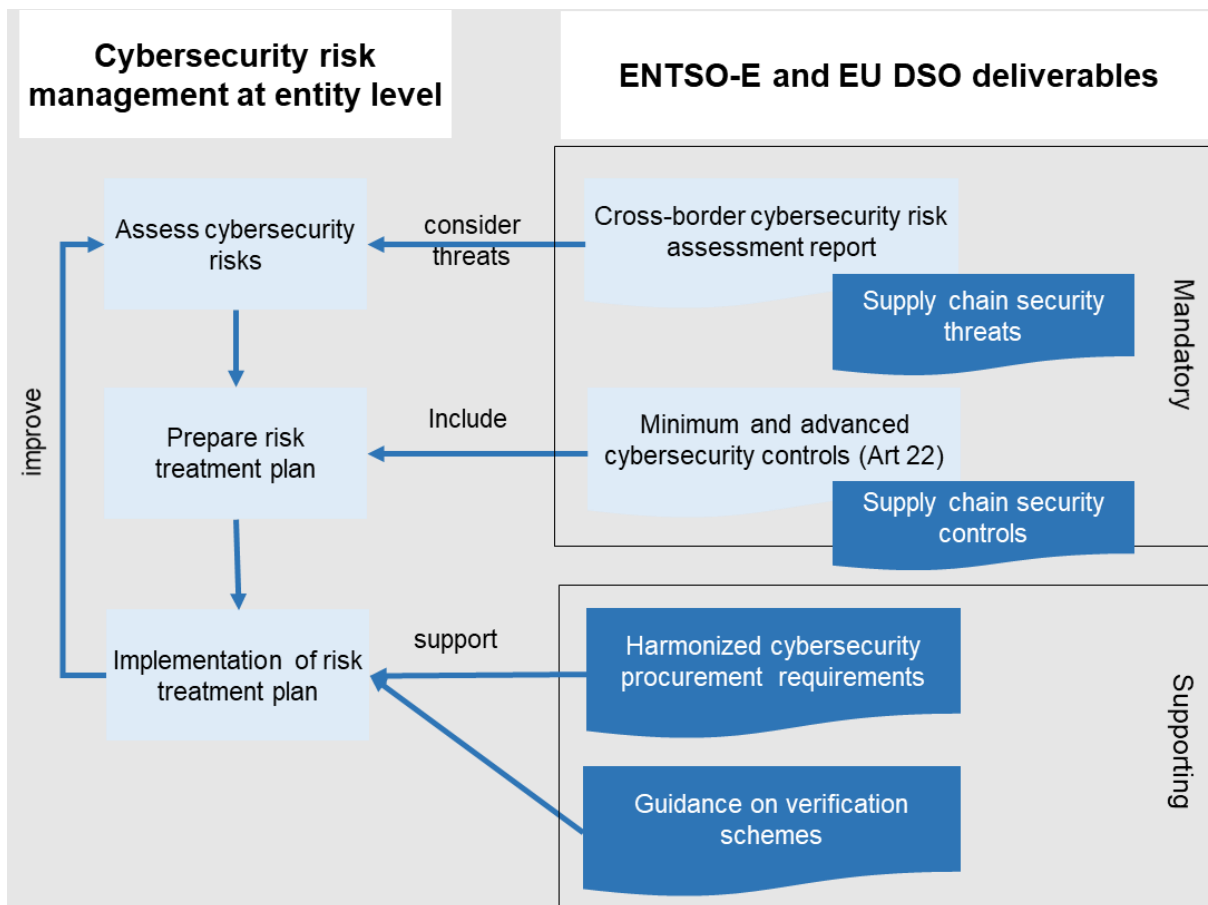 Cybersecurity risk
management at entity level
ENTSO-E and EU DSO deliverables
Assess cybersecurity
risks
consider
threats
Cross-border cybersecurity risk
assessment report
Supply chain security
threats
Mandatory
improve
Prepare risk
treatment plan
Include
Minimum and advanced
cybersecurity controls (Art 22)
Supply chain security
controls
Implementation of risk
treatment plan
support
Harmonized cybersecurity
procurement requirements
Supporting
Guidance on verification
schemes